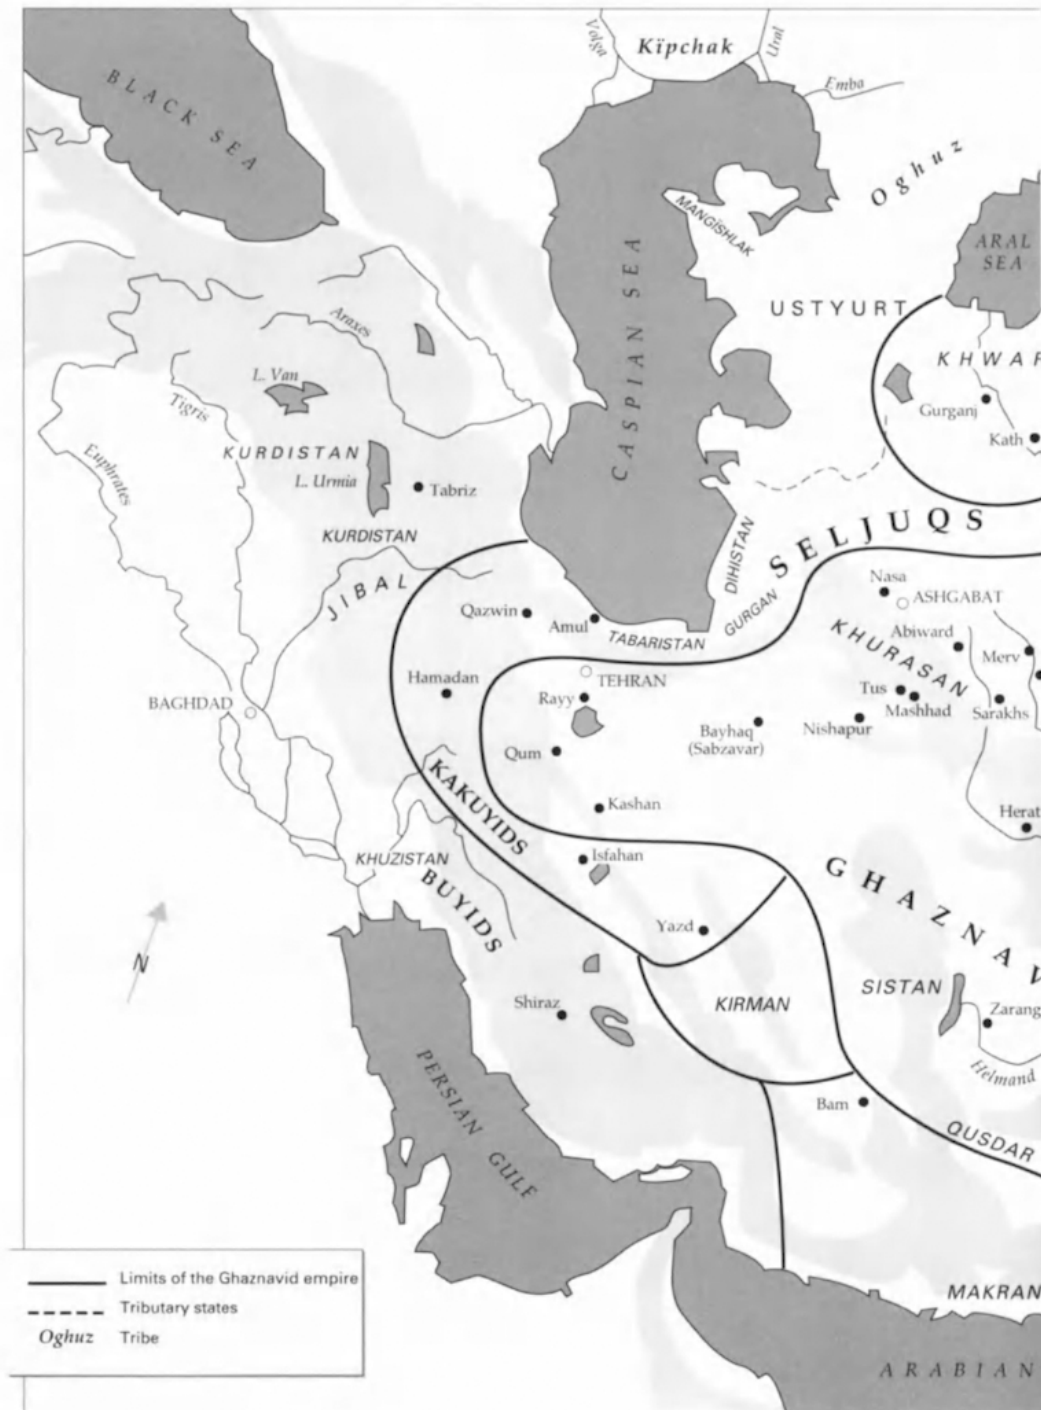 Volga
Kïpchak
Ural
Emba
BLACK SEA
Oghuz
MANGÏSHLAK
ARAL
SEA
CASPIAN SEA
USTYURT
Araxes
KHWAR
L. Van
Tigris
Gurganj
Kath
KURDISTAN
Euphrates
L. Urmia
Tabriz
KURDISTAN
SELJUQS
DIHISTAN
JIBAL
Nasa
ASHGABAT
GURGAN
Qazwin
Amul
TABARISTAN
Abiward
KHURASAN
Merv
Hamadan
TEHRAN
Rayy
Tus
Mashhad
Sarakhs
BAGHDAD
Bayhaq
(Sabzavar)
Nishapur
Qum
KAKUYIDS
Kashan
Herat
KHUZISTAN
Isfahan
BUYIDS
GHAZNAV
Yazd
N
SISTAN
KIRMAN
Shiraz
Zarang
Helmand
PERSIAN GULF
Bam
QUSDAR
MAKRAN
ARABIAN
Limits of the Ghaznavid empire
Tributary states
Oghuz Tribe